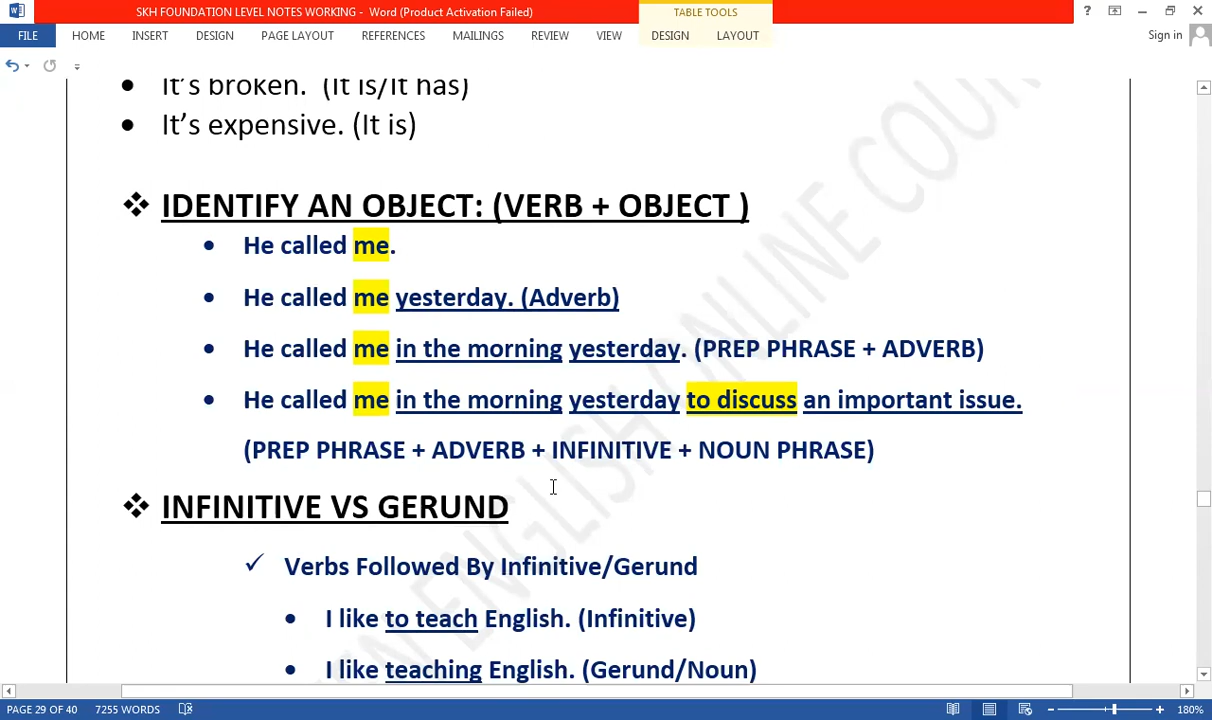 SKH FOUNDATION LEVEL NOTES WORKING - Word (Product Activation Failed)
TABLE TOOLS
?
FILE HOME INSERT DESIGN PAGE LAYOUT REFERENCES MAILINGS REVIEW VIEW DESIGN LAYOUT Sign in
• It's broken. (It is/It has)
• It's expensive. (It is)
❖ IDENTIFY AN OBJECT: (VERB + OBJECT )
• He called me.
• He called me yesterday. (Adverb)
• He called me in the morning yesterday. (PREP PHRASE + ADVERB)
• He called me in the morning yesterday to discuss an important issue.
(PREP PHRASE + ADVERB + INFINITIVE + NOUN PHRASE)
❖ INFINITIVE VS GERUND
✓ Verbs Followed By Infinitive/Gerund
• I like to teach English. (Infinitive)
• I like teaching English. (Gerund/Noun)
ENGLISH ONLINE
PAGE 29 OF 40 7255 WORDS 180%